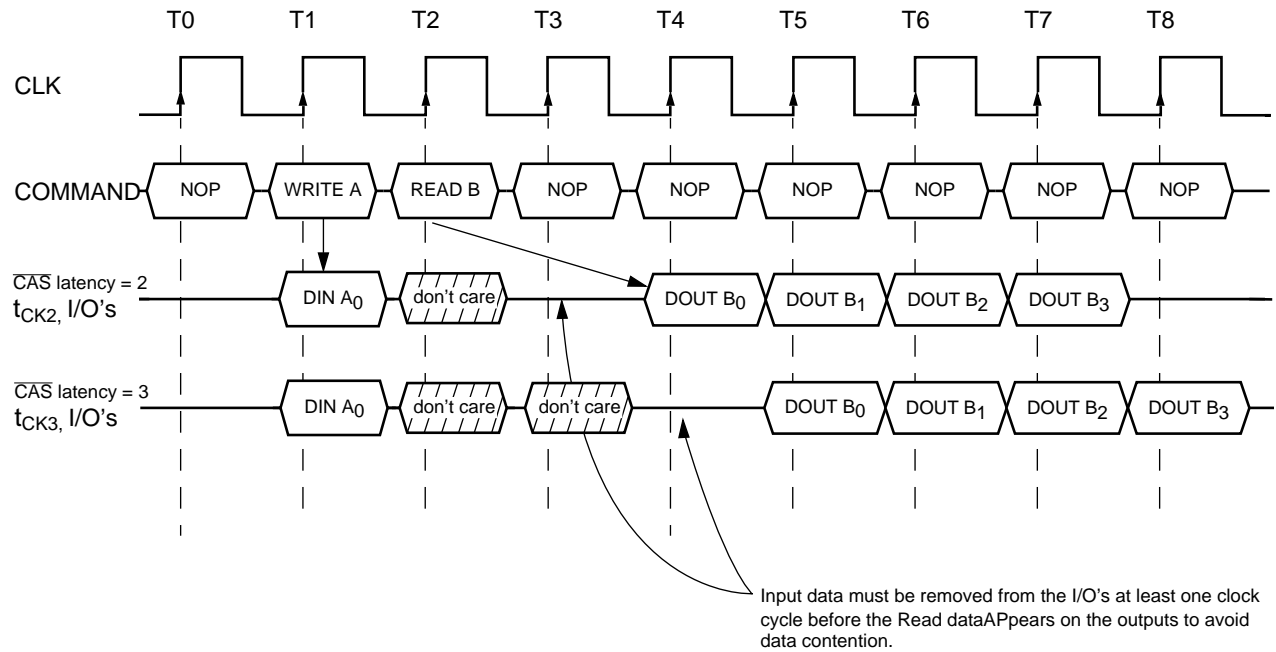 T0 T1 T2 T3 T4 T5 T6 T7 T8
CLK
COMMAND NOP WRITE A READ B NOP NOP NOP NOP NOP NOP
CAS latency = 2
tCK2, I/O's DIN A0 don't care DOUT B0 DOUT B1 DOUT B2 DOUT B3
CAS latency = 3
tCK3, I/O's DIN A0 don't care don't care DOUT B0 DOUT B1 DOUT B2 DOUT B3
Input data must be removed from the I/O's at least one clock
cycle before the Read dataAPpears on the outputs to avoid
data contention.